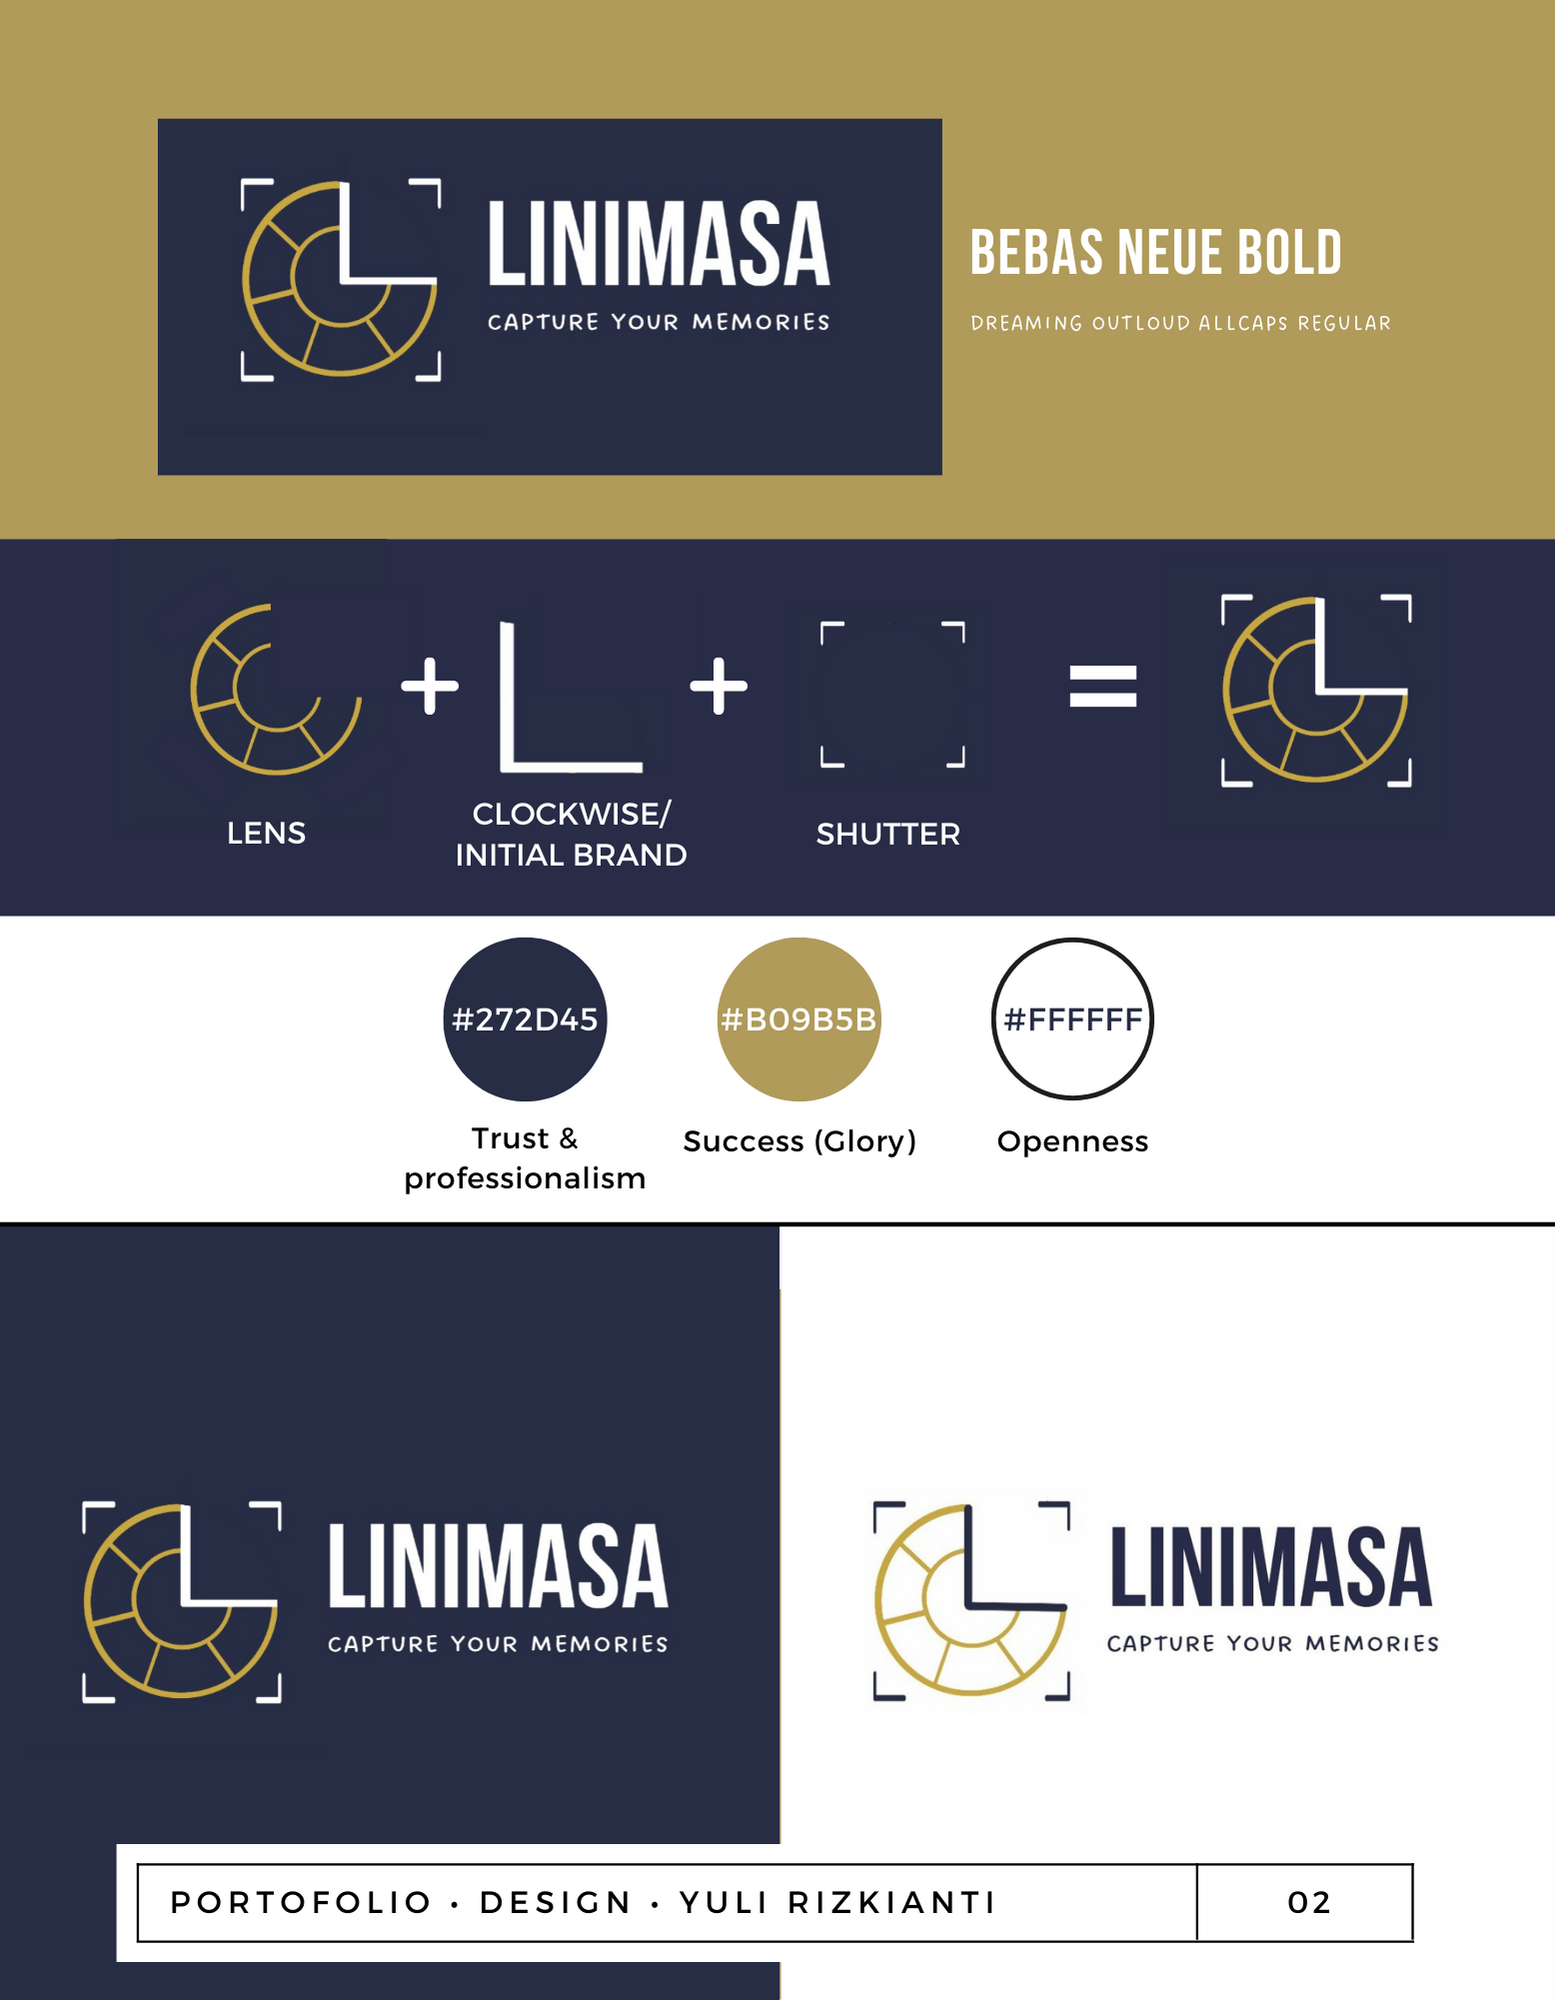 LINIMASA
CAPTURE YOUR MEMORIES
BEBAS NEUE BOLD
DREAMING OUTLOUD ALLCAPS REGULAR
+
+
=
LENS
CLOCKWISE/
INITIAL BRAND
SHUTTER
#272D45
#B09B5B
#FFFFFF
Trust &
professionalism
Success (Glory)
Openness
LINIMASA
CAPTURE YOUR MEMORIES
LINIMASA
CAPTURE YOUR MEMORIES
PORTOFOLIO • DESIGN • YULI RIZKIANTI
02